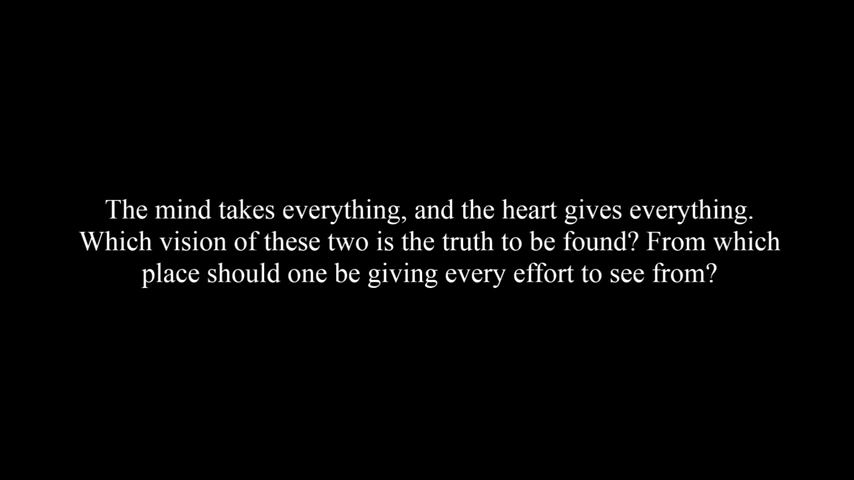 The mind takes everything, and the heart gives everything.
Which vision of these two is the truth to be found? From which
place should one be giving every effort to see from?